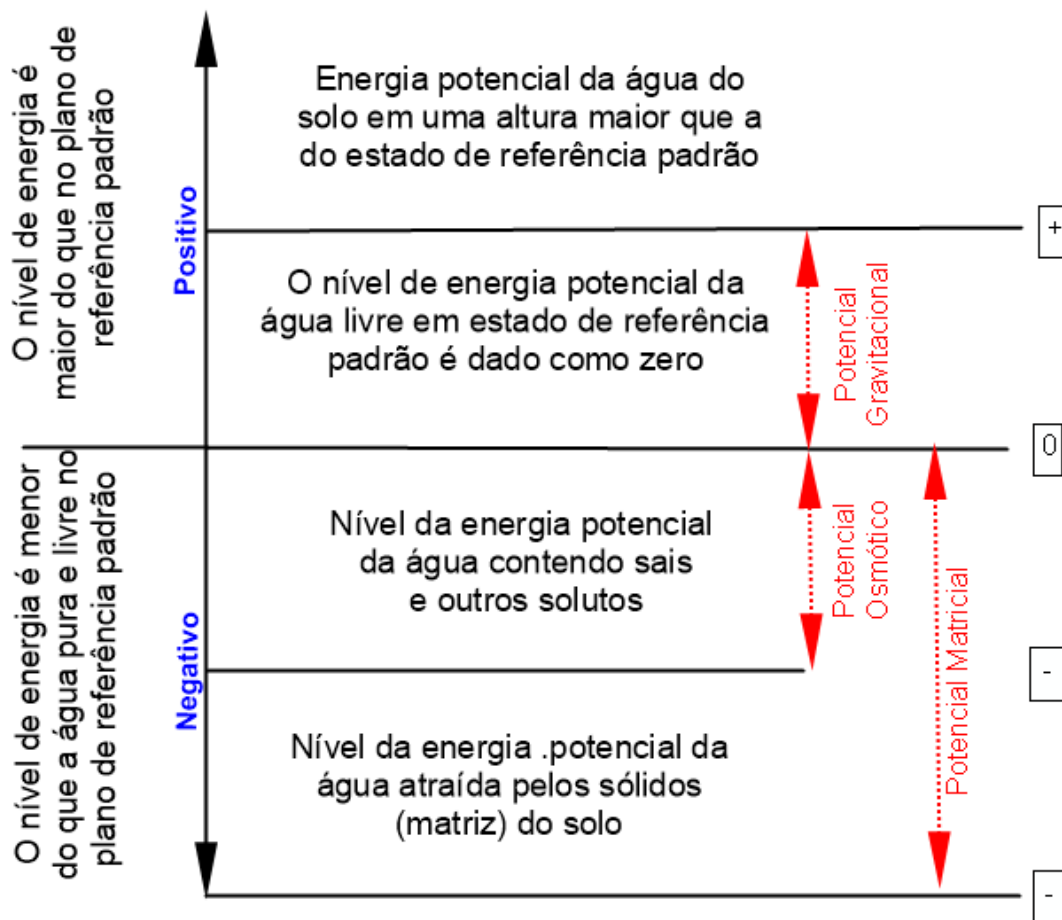 O nível de energia é
maior do que no plano de
referência padrão
Positivo
Energia potencial da água do
solo em uma altura maior que a
do estado de referência padrão
+
O nível de energia potencial da
água livre em estado de referência
padrão é dado como zero
Potencial
Gravitacional
0
O nível de energia é menor
do que a água pura e livre no
plano de referência padrão
Negativo
Nível da energia potencial
da água contendo sais
e outros solutos
Potencial
Osmótico
Potencial Matricial
-
Nível da energia .potencial da
água atraída pelos sólidos
(matriz) do solo
-